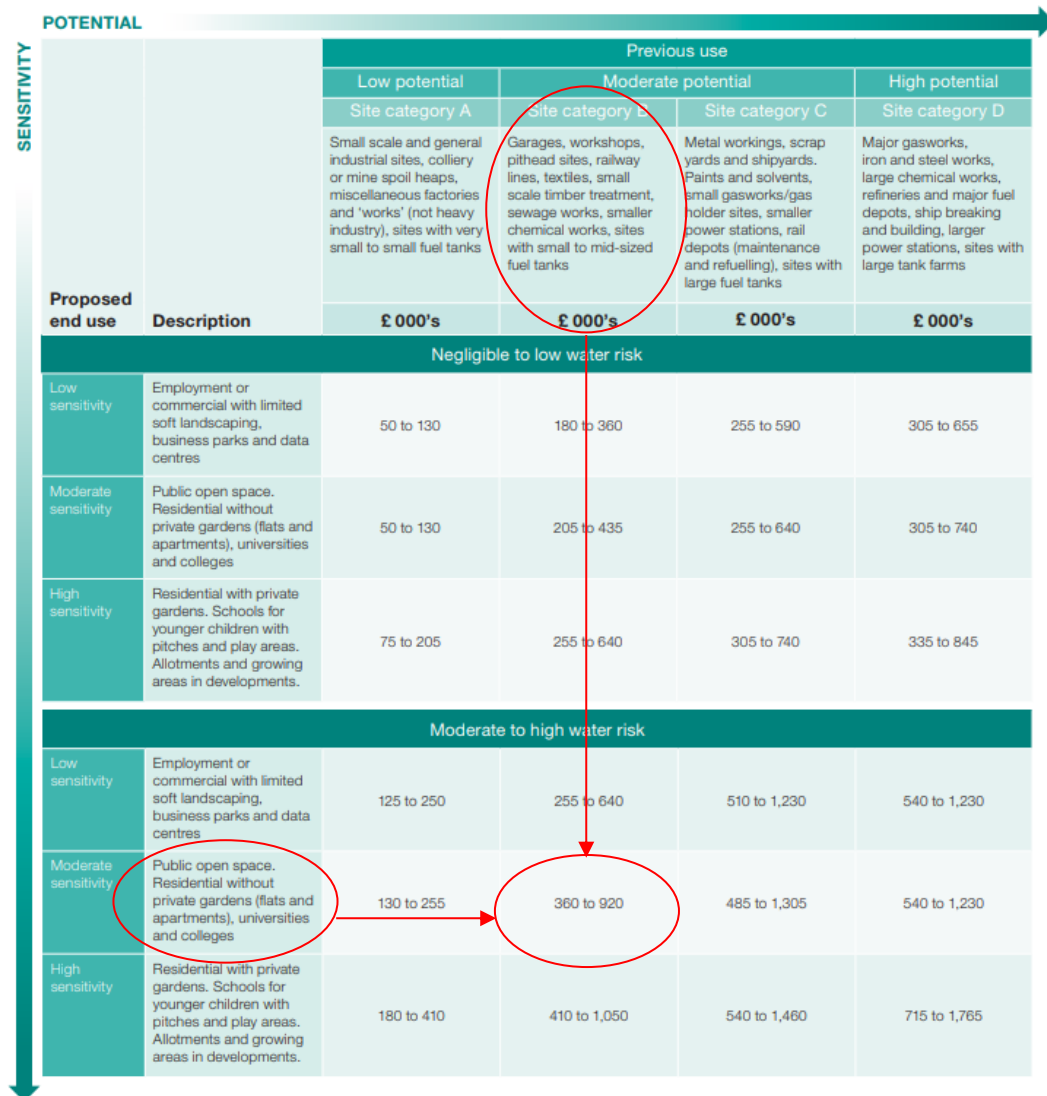 POTENTIAL
SENSITIVITY
Previous use
Low potential
Moderate potential
High potential
Site category A
Site category B
Site category C
Site category D
Proposed
end use
Description
Small scale and general
industrial sites, colliery
or mine spoil heaps,
miscellaneous factories
and ‘works’ (not heavy
industry), sites with very
small to small fuel tanks
Garages, workshops,
pithead sites, railway
lines, textiles, small
scale timber treatment,
sewage works, smaller
chemical works, sites
with small to mid-sized
fuel tanks
Metal workings, scrap
yards and shipyards.
Paints and solvents,
small gasworks/gas
holder sites, smaller
power stations, rail
depots (maintenance
and refuelling), sites with
large fuel tanks
Major gasworks,
iron and steel works,
large chemical works,
refineries and major fuel
depots, ship breaking
and building, larger
power stations, sites with
large tank farms
£ 000's
£ 000's
£ 000's
£ 000's
Negligible to low water risk
Low
sensitivity
Employment or
commercial with limited
soft landscaping,
business parks and data
centres
50 to 130
180 to 360
255 to 590
305 to 655
Moderate
sensitivity
Public open space.
Residential without
private gardens (flats and
apartments), universities
and colleges
50 to 130
205 to 435
255 to 640
305 to 740
High
sensitivity
Residential with private
gardens. Schools for
younger children with
pitches and play areas.
Allotments and growing
areas in developments.
75 to 205
255 to 640
305 to 740
335 to 845
Moderate to high water risk
Low
sensitivity
Employment or
commercial with limited
soft landscaping,
business parks and data
centres
125 to 250
255 to 640
510 to 1,230
540 to 1,230
Moderate
sensitivity
Public open space.
Residential without
private gardens (flats and
apartments), universities
and colleges
130 to 255
360 to 920
485 to 1,305
540 to 1,230
High
sensitivity
Residential with private
gardens. Schools for
younger children with
pitches and play areas.
Allotments and growing
areas in developments.
180 to 410
410 to 1,050
540 to 1,460
715 to 1,765